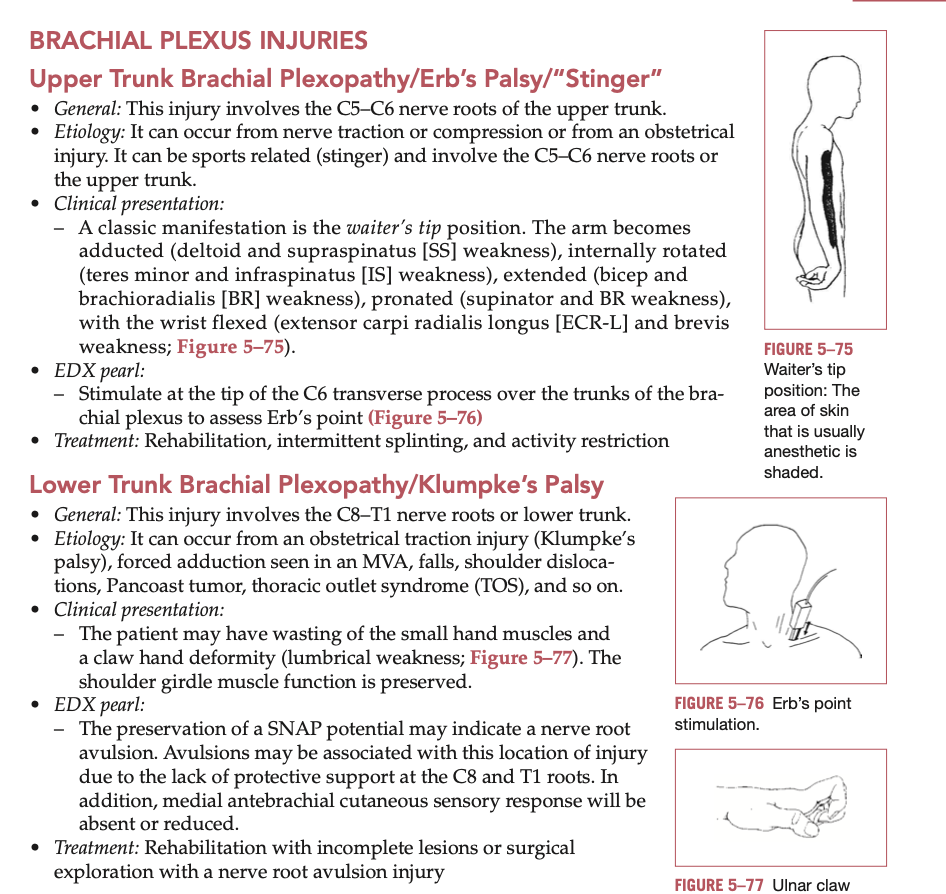 BRACHIAL PLEXUS INJURIES
Upper Trunk Brachial Plexopathy/Erb’s Palsy/”Stinger”
• General: This injury involves the C5–C6 nerve roots of the upper trunk.
• Etiology: It can occur from nerve traction or compression or from an obstetrical
injury. It can be sports related (stinger) and involve the C5–C6 nerve roots or
the upper trunk.
• Clinical presentation:
– A classic manifestation is the waiter’s tip position. The arm becomes
adducted (deltoid and supraspinatus [SS] weakness), internally rotated
(teres minor and infraspinatus [IS] weakness), extended (bicep and
brachioradialis [BR] weakness), pronated (supinator and BR weakness),
with the wrist flexed (extensor carpi radialis longus [ECR-L] and brevis
weakness; Figure 5–75).
• EDX pearl:
– Stimulate at the tip of the C6 transverse process over the trunks of the bra-
chial plexus to assess Erb’s point (Figure 5–76)
• Treatment: Rehabilitation, intermittent splinting, and activity restriction
FIGURE 5–75
Waiter’s tip
position: The
area of skin
that is usually
anesthetic is
shaded.
Lower Trunk Brachial Plexopathy/Klumpke’s Palsy
• General: This injury involves the C8–T1 nerve roots or lower trunk.
• Etiology: It can occur from an obstetrical traction injury (Klumpke’s
palsy), forced adduction seen in an MVA, falls, shoulder disloca-
tions, Pancoast tumor, thoracic outlet syndrome (TOS), and so on.
• Clinical presentation:
– The patient may have wasting of the small hand muscles and
a claw hand deformity (lumbrical weakness; Figure 5–77). The
shoulder girdle muscle function is preserved.
• EDX pearl:
– The preservation of a SNAP potential may indicate a nerve root
avulsion. Avulsions may be associated with this location of injury
due to the lack of protective support at the C8 and T1 roots. In
addition, medial antebrachial cutaneous sensory response will be
absent or reduced.
• Treatment: Rehabilitation with incomplete lesions or surgical
exploration with a nerve root avulsion injury
FIGURE 5–76 Erb’s point
stimulation.
FIGURE 5–77 Ulnar claw